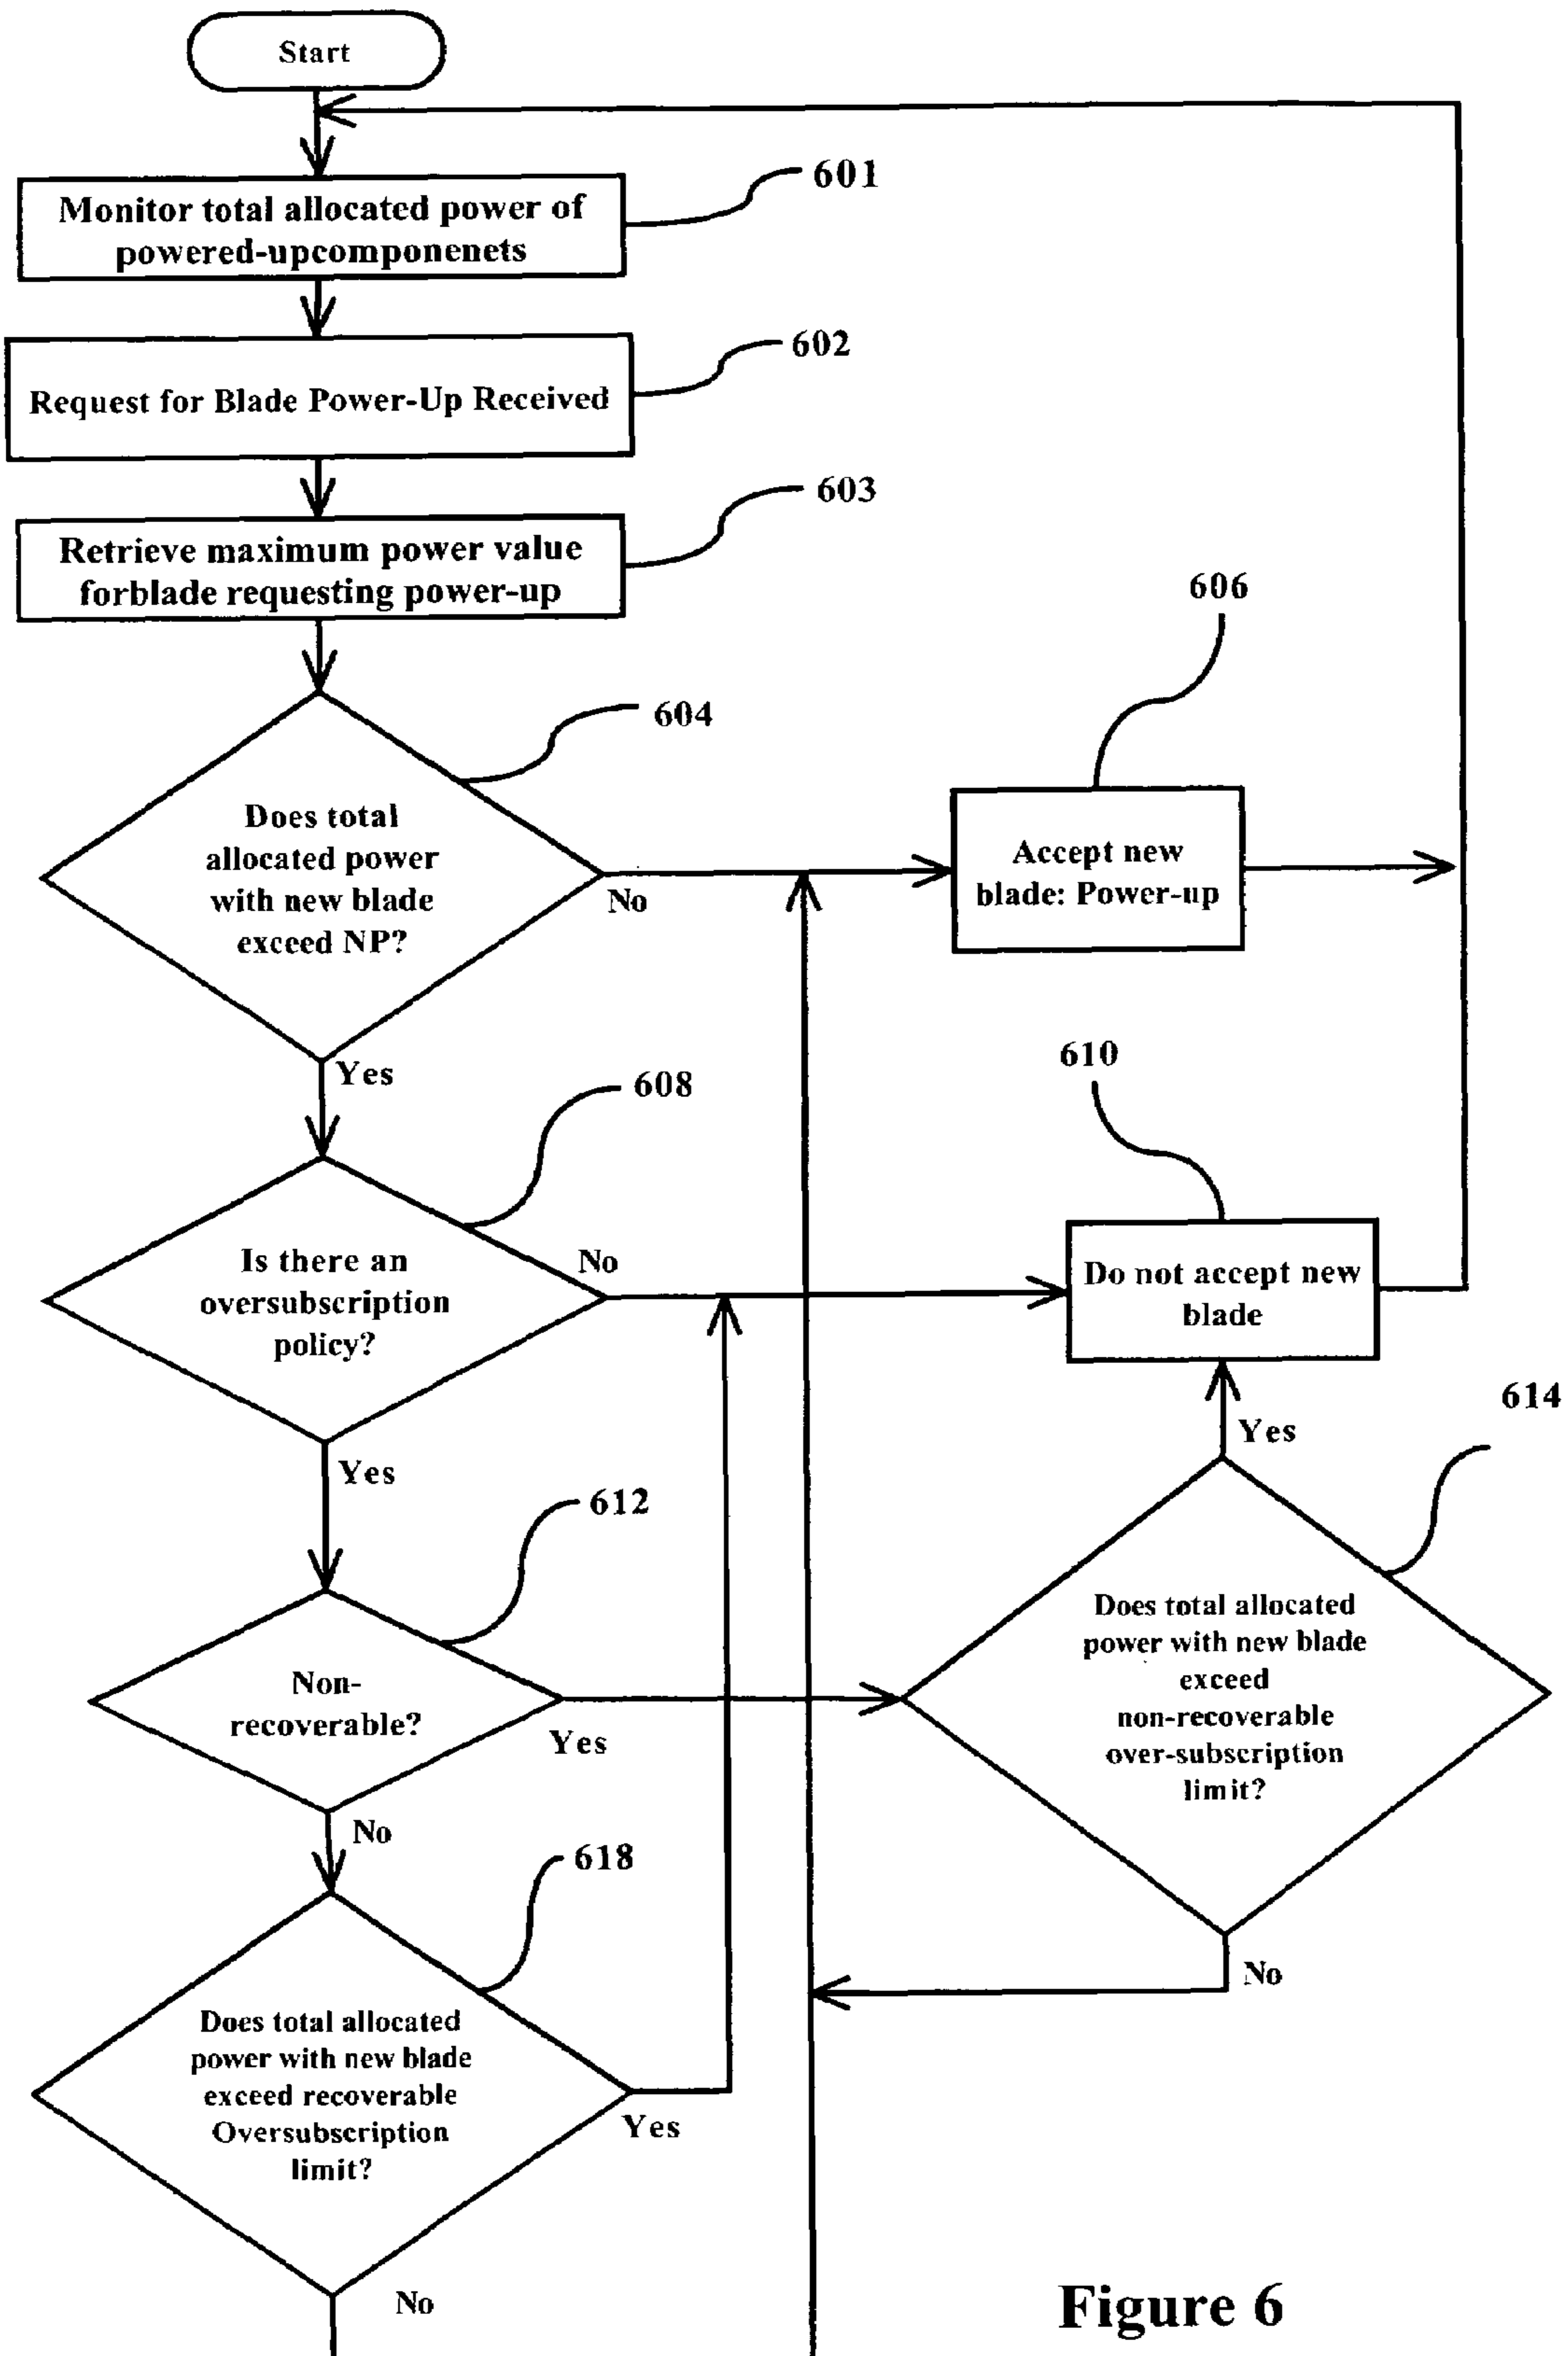 Start
601
Monitor total allocated power of
powered-upcomponenets
602
Request for Blade Power-Up Received
603
Retrieve maximum power value
forblade requesting power-up
606
604
Does total
allocated power
with new blade
exceed NP?
No
Accept new
blade: Power-up
Yes
610
608
Is there an
oversubscription
policy?
No
Do not accept new
blade
614
Yes
Yes
612
Non-
recoverable?
Yes
Does total allocated
power with new blade
exceed
non-recoverable
over-subscription
limit?
No
618
No
Does total allocated
power with new blade
exceed recoverable
Oversubscription
limit?
Yes
No
Figure 6